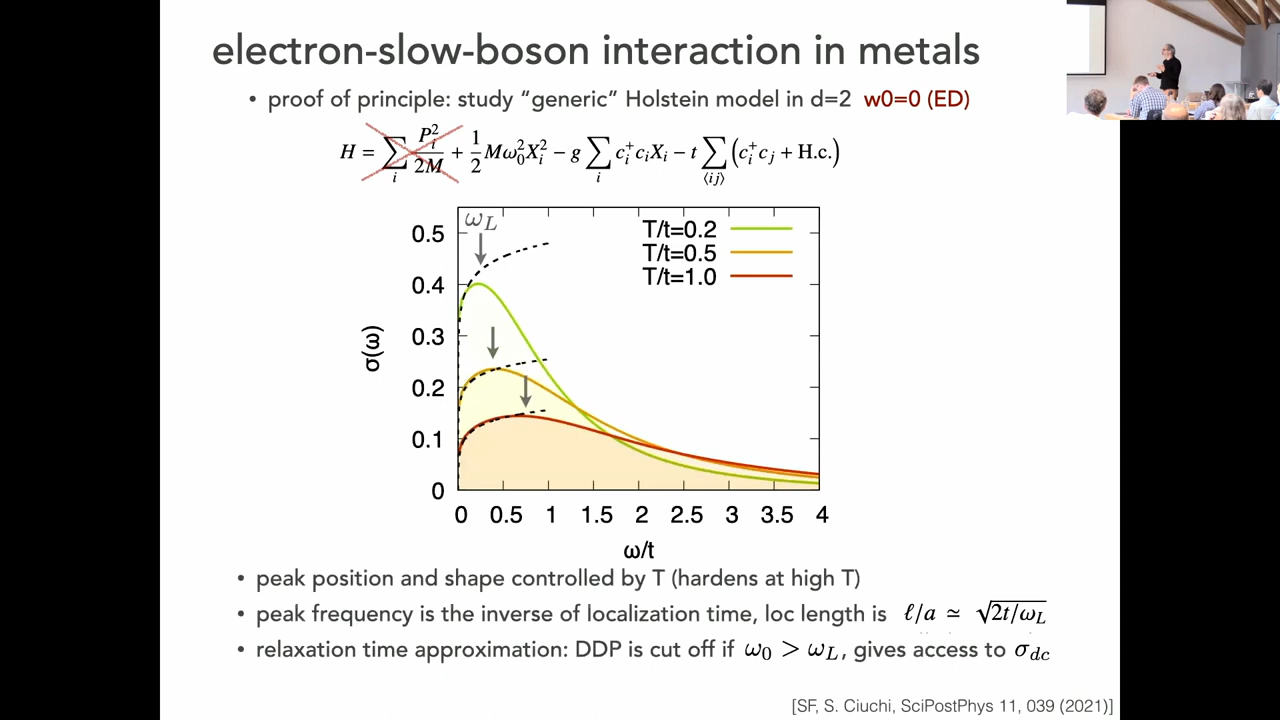 electron-slow-boson interaction in metals
• proof of principle: study “generic” Holstein model in d=2 w0=0 (ED)
H = ∑_i P_i^2/2M + 1/2 Mω_0^2 X_i^2 − g ∑_i c_i^+ c_i X_i − t ∑_⟨ij⟩ (c_i^+ c_j + H.c.)
ω_L
T/t=0.2
T/t=0.5
T/t=1.0
0.5
0.4
0.3
0.2
0.1
0
σ(ω)
0 0.5 1 1.5 2 2.5 3 3.5 4
ω/t
• peak position and shape controlled by T (hardens at high T)
• peak frequency is the inverse of localization time, loc length is ℓ/a ≃ √2t/ω_L
• relaxation time approximation: DDP is cut off if ω_0 > ω_L, gives access to σ_dc
[SF, S. Ciuchi, SciPostPhys 11, 039 (2021)]